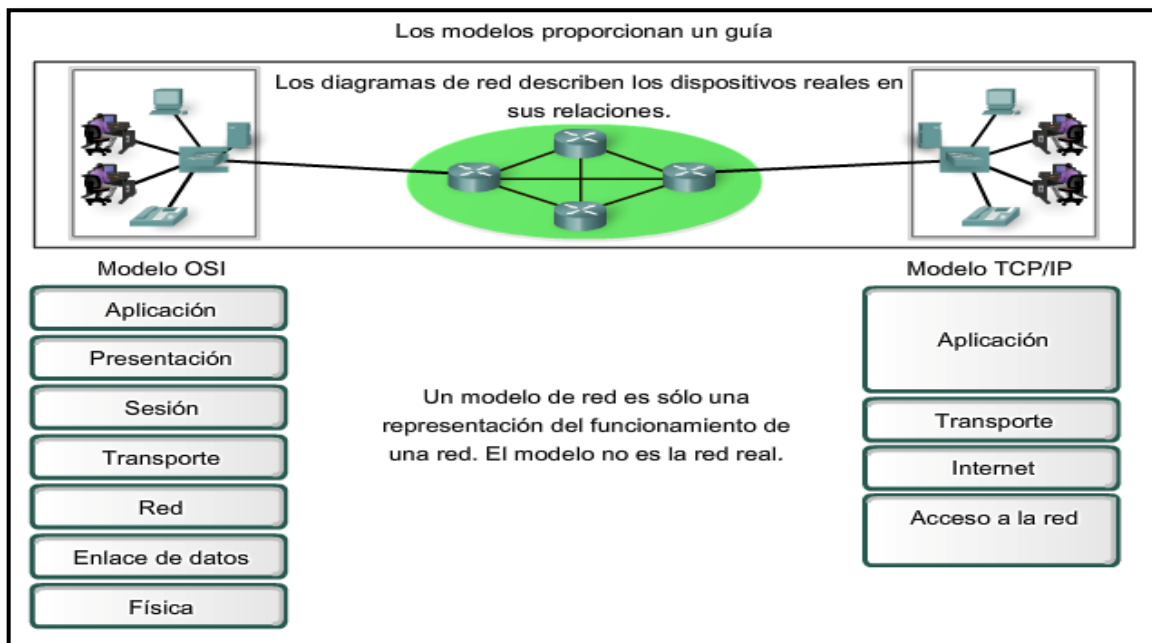 Los modelos proporcionan un guía
Los diagramas de red describen los dispositivos reales en
sus relaciones.
Modelo OSI
Aplicación
Presentación
Sesión
Transporte
Red
Enlace de datos
Física
Un modelo de red es sólo una
representación del funcionamiento de
una red. El modelo no es la red real.
Modelo TCP/IP
Aplicación
Transporte
Internet
Acceso a la red